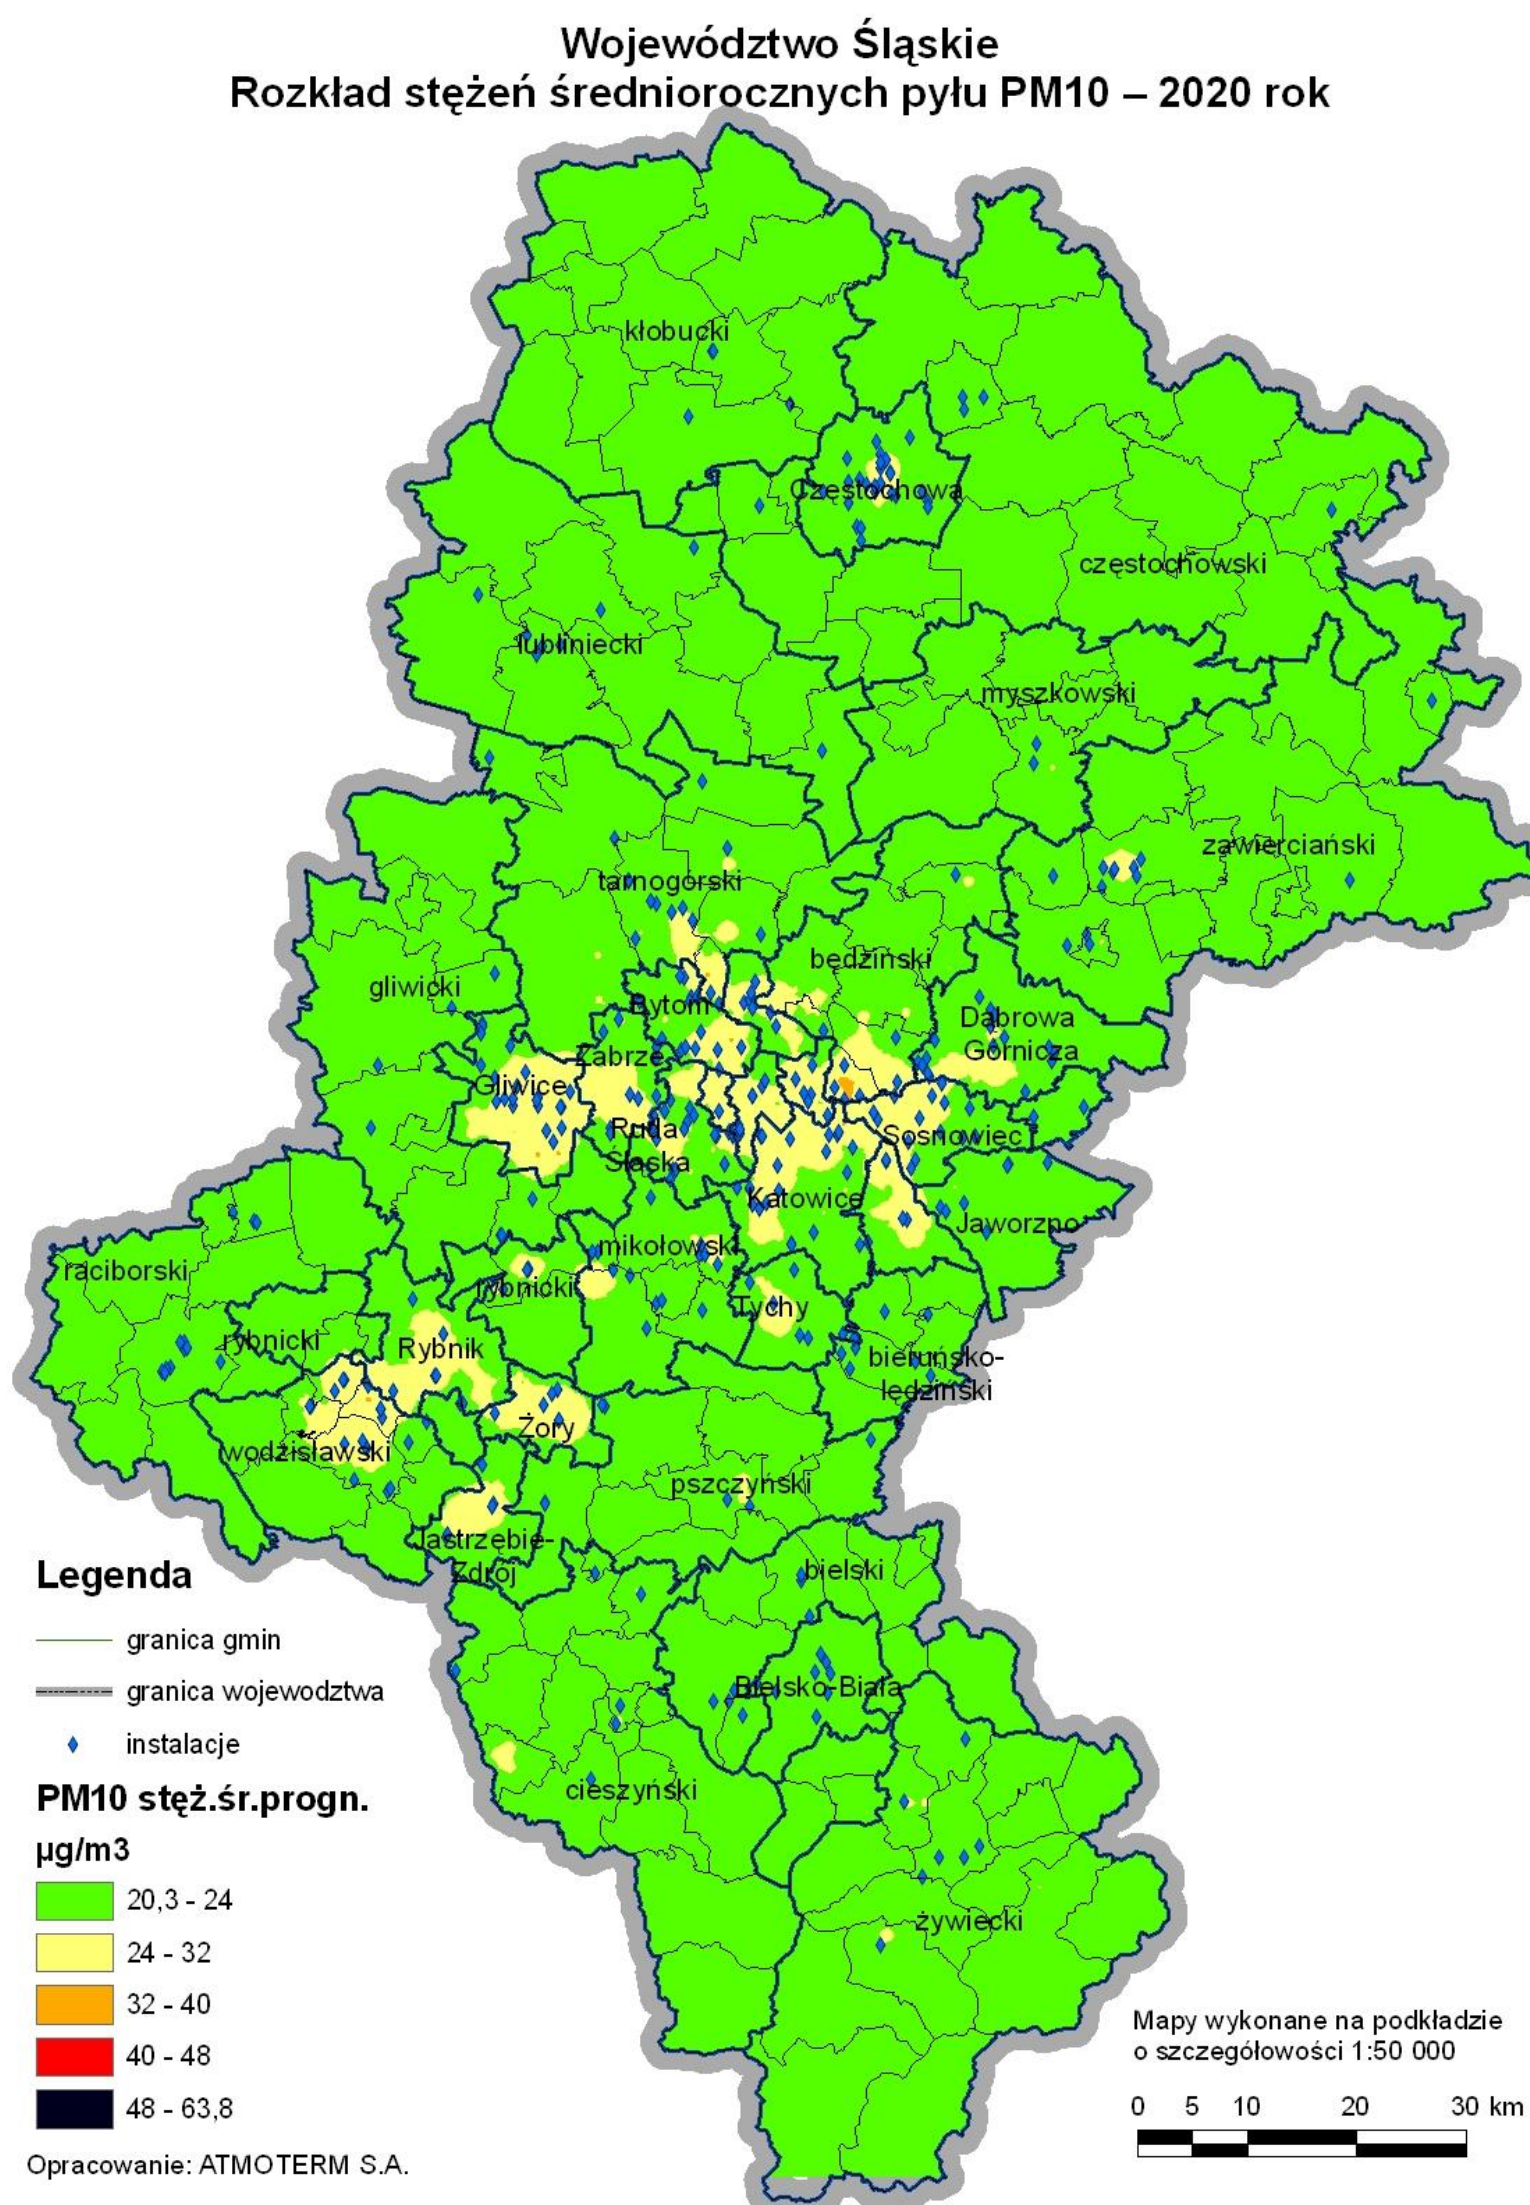 Województwo Śląskie
Rozkład stężeń średniorocznych pyłu PM10 – 2020 rok
kłobucki
Częstochowa
częstochowski
lubliniecki
myszkowski
zawierciański
tarnogórski
będziński
gliwicki
Bytom
Dąbrowa
Górnicza
Zabrze
Gliwice
Ruda
Śląska
Sosnowiec
Katowice
Jaworzno
mikołowski
raciborski
rybnicki
Tychy
rybnicki
Rybnik
bieruńsko-
lędziński
Żory
wodzisławski
pszczyński
Jastrzębie-
Zdrój
bielski
Bielsko-Biała
cieszyński
żywiecki
Legenda
granica gmin
granica wojewodztwa
instalacje
PM10 stęż.śr.progn.
µg/m3
20,3 - 24
24 - 32
32 - 40
40 - 48
48 - 63,8
Opracowanie: ATMOTERM S.A.
Mapy wykonane na podkładzie
o szczegółowości 1:50 000
0 5 10 20 30 km